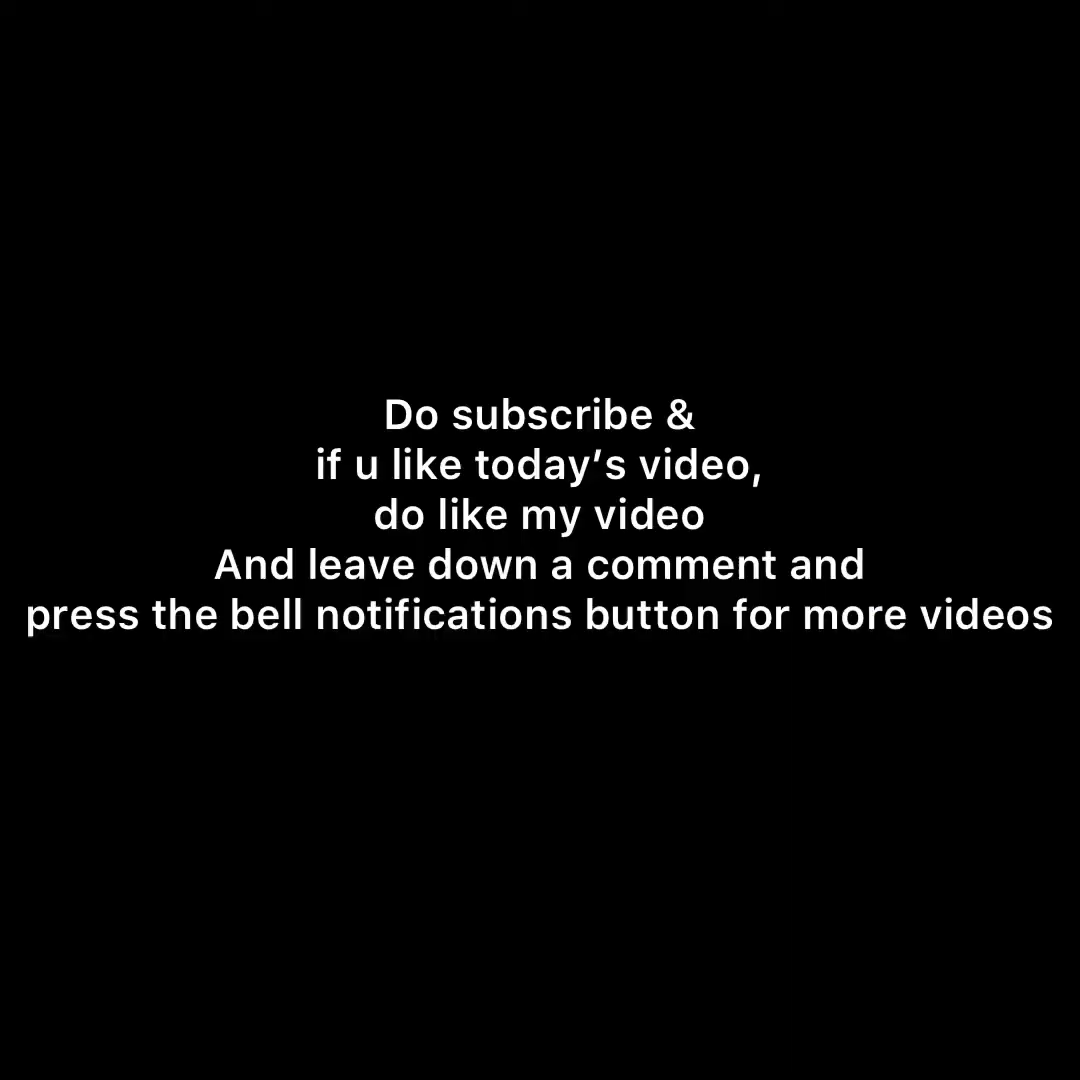 Do subscribe &
if u like today’s video,
do like my video
And leave down a comment and
press the bell notifications button for more videos